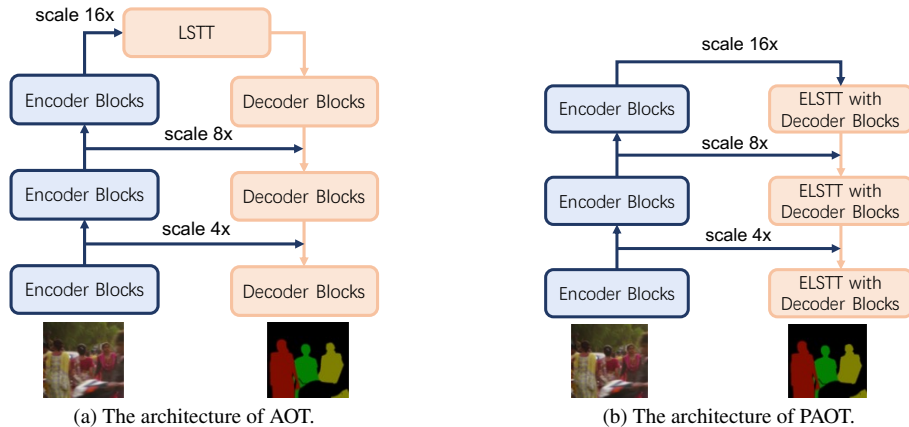 scale 16x
LSTT
Encoder Blocks
Decoder Blocks
scale 8x
Encoder Blocks
Decoder Blocks
scale 4x
Encoder Blocks
Decoder Blocks
(a) The architecture of AOT.
scale 16x
Encoder Blocks
ELSTT with
Decoder Blocks
scale 8x
Encoder Blocks
ELSTT with
Decoder Blocks
scale 4x
Encoder Blocks
ELSTT with
Decoder Blocks
(b) The architecture of PAOT.